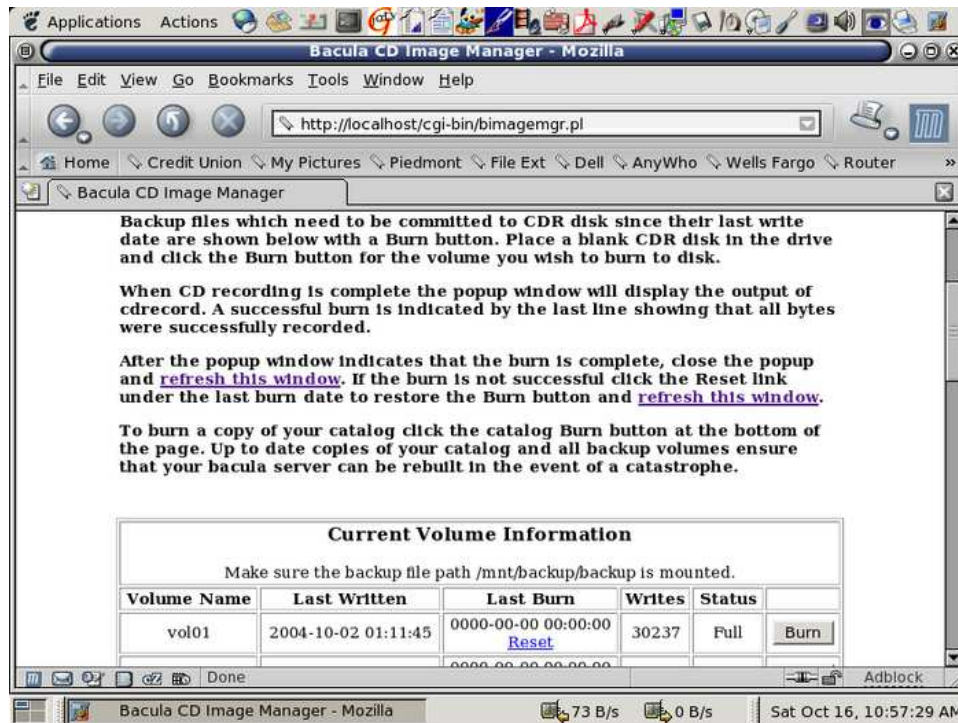 Applications Actions
Bacula CD Image Manager - Mozilla
File Edit View Go Bookmarks Tools Window Help
http://localhost/cgi-bin/bimagemgr.pl
Home Credit Union My Pictures Piedmont File Ext Dell AnyWho Wells Fargo Router »
Bacula CD Image Manager
Backup files which need to be committed to CDR disk since their last write
date are shown below with a Burn button. Place a blank CDR disk in the drive
and click the Burn button for the volume you wish to burn to disk.
When CD recording is complete the popup window will display the output of
cdrecord. A successful burn is indicated by the last line showing that all bytes
were successfully recorded.
After the popup window indicates that the burn is complete, close the popup
and refresh this window. If the burn is not successful click the Reset link
under the last burn date to restore the Burn button and refresh this window.
To burn a copy of your catalog click the catalog Burn button at the bottom of
the page. Up to date copies of your catalog and all backup volumes ensure
that your bacula server can be rebuilt in the event of a catastrophe.
Current Volume Information
Make sure the backup file path /mnt/backup/backup is mounted.
Volume Name Last Written Last Burn Writes Status
vol01 2004-10-02 01:11:45 0000-00-00 00:00:00 30237 Full Burn
Reset
Done Adblock
Bacula CD Image Manager - Mozilla 73 B/s 0 B/s Sat Oct 16, 10:57:29 AM